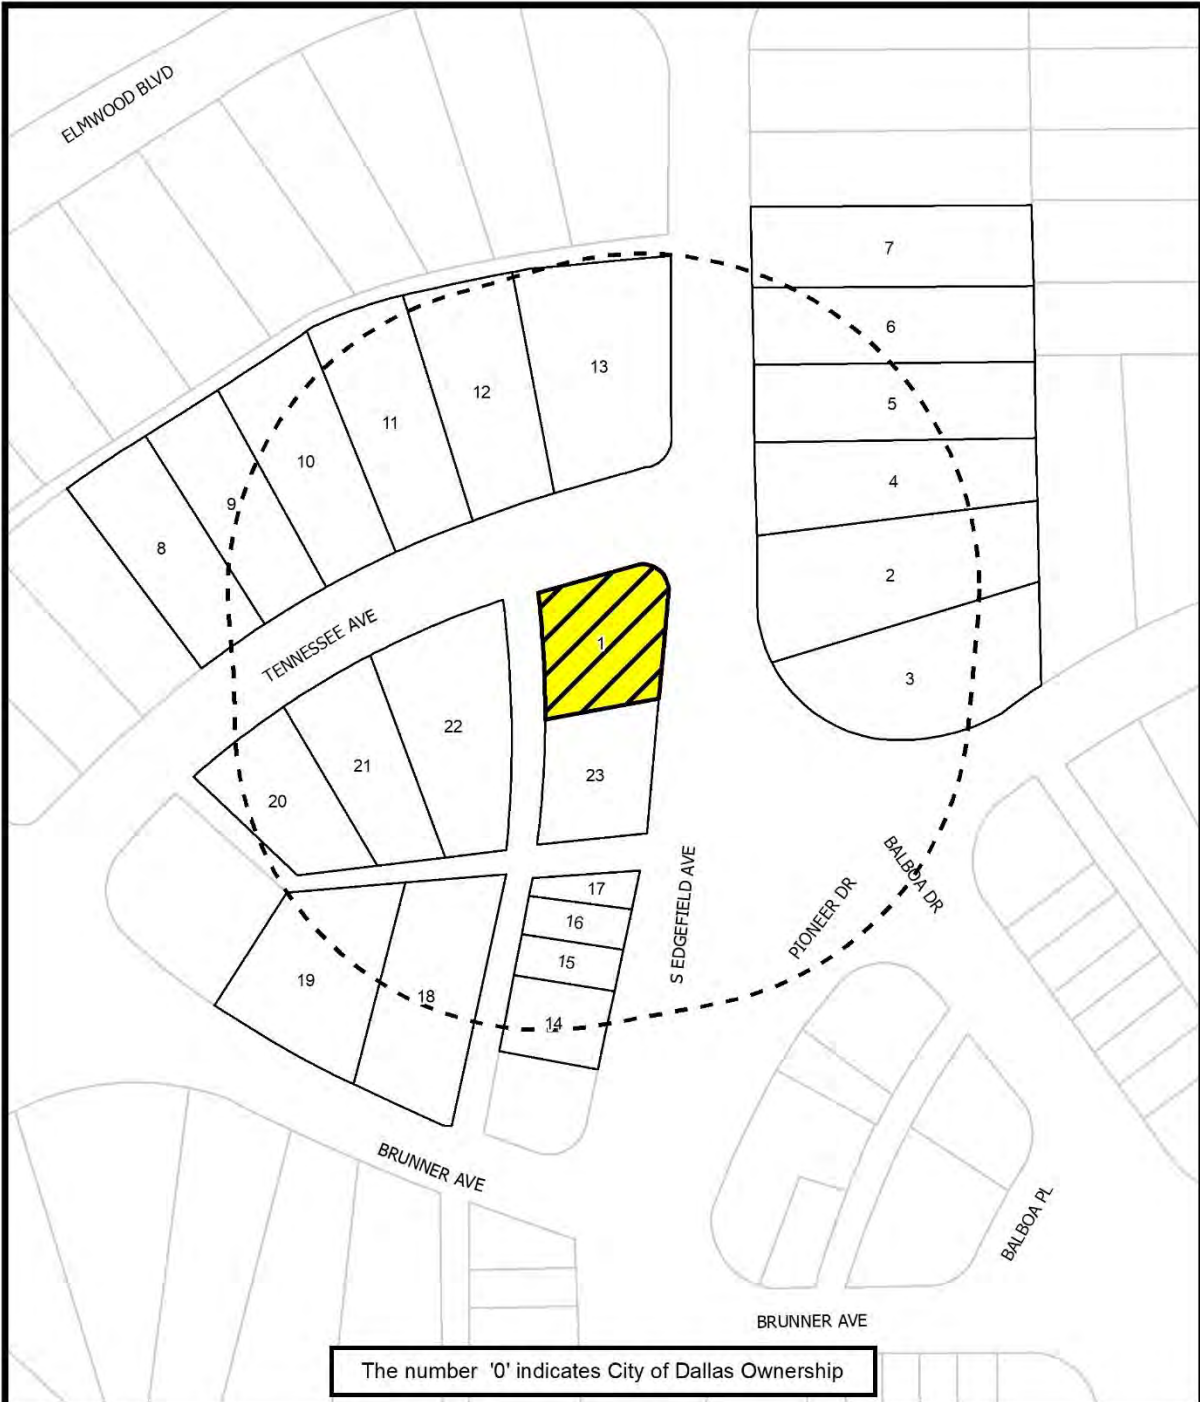 ELMWOOD BLVD
7
6
13
12
5
11
10
4
9
8
2
TENNESSEE AVE
1
3
22
21
23
20
BALBOA DR
17
PIONEER DR
S EDGEFIELD AVE
16
15
19
18
14
BRUNNER AVE
BALBOA PL
BRUNNER AVE
The number '0' indicates City of Dallas Ownership